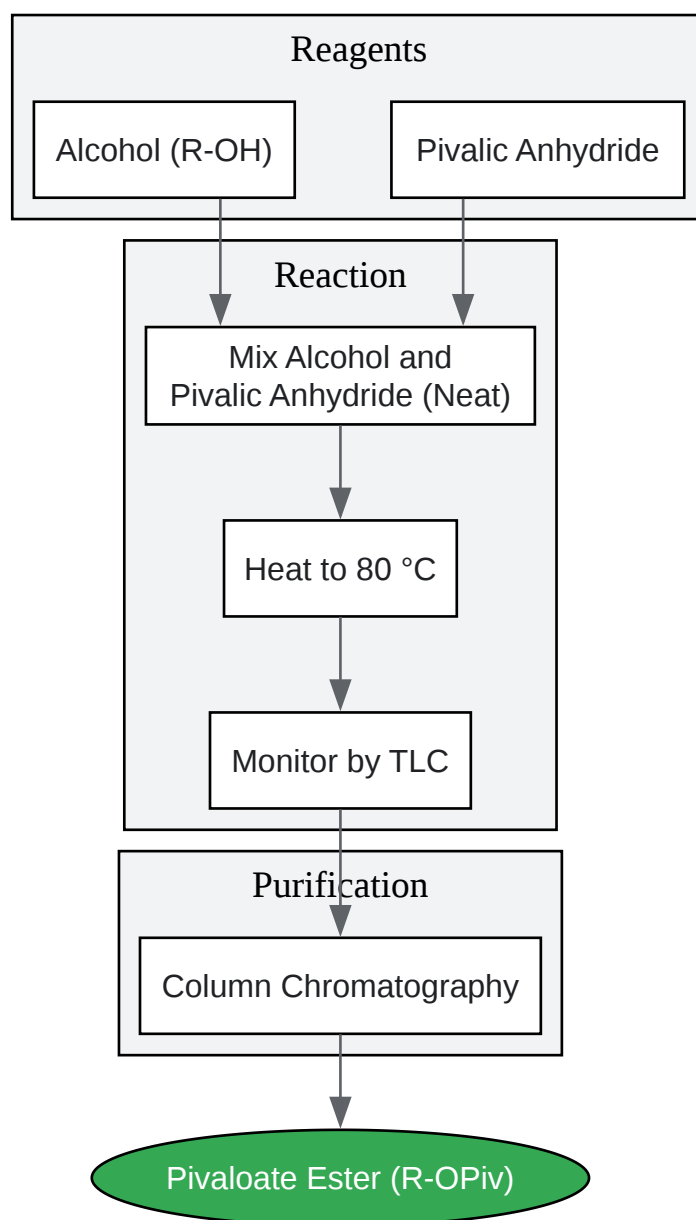 Reagents
Alcohol (R-OH)
Pivalic Anhydride
Reaction
Mix Alcohol and
Pivalic Anhydride (Neat)
Heat to 80 °C
Monitor by TLC
Purification
Column Chromatography
Pivaloate Ester (R-OPiv)